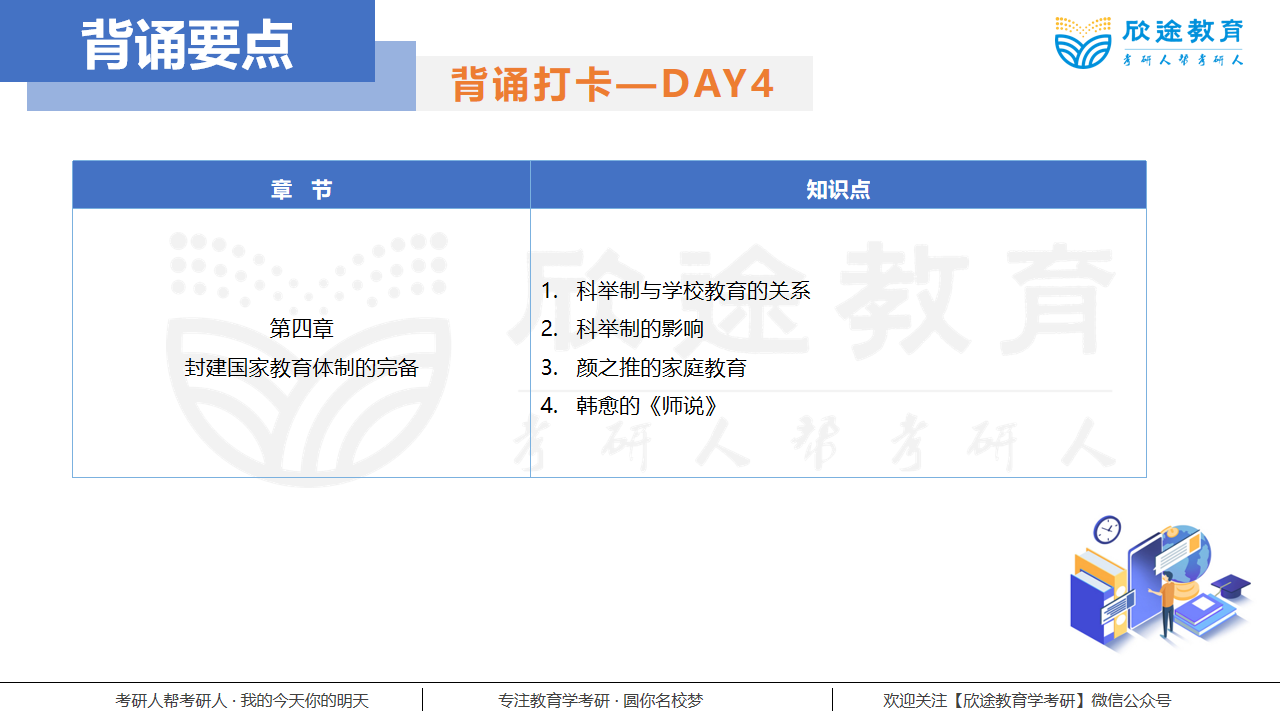 背诵要点
欣途教育
考研人帮考研人
背诵打卡—DAY4
章 节
知识点
第四章
封建国家教育体制的完备
1. 科举制与学校教育的关系
2. 科举制的影响
3. 颜之推的家庭教育
4. 韩愈的《师说》
欣途教育
考研人帮考研人
考研人帮考研人 · 我的今天你的明天
专注教育学考研 · 圆你名校梦
欢迎关注【欣途教育学考研】微信公众号